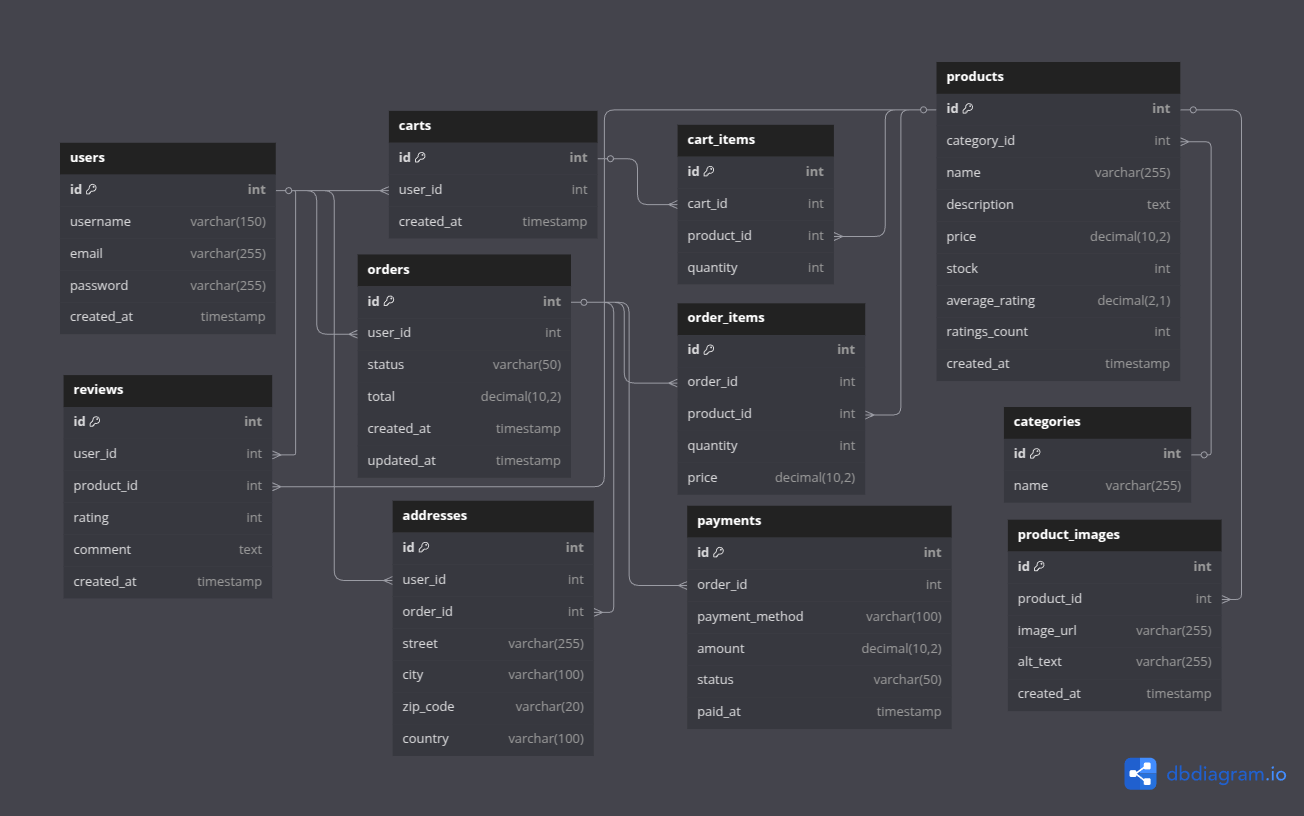 users
id int
username varchar(150)
email varchar(255)
password varchar(255)
created_at timestamp
reviews
id int
user_id int
product_id int
rating int
comment text
created_at timestamp
carts
id int
user_id int
created_at timestamp
orders
id int
user_id int
status varchar(50)
total decimal(10,2)
created_at timestamp
updated_at timestamp
addresses
id int
user_id int
order_id int
street varchar(255)
city varchar(100)
zip_code varchar(20)
country varchar(100)
cart_items
id int
cart_id int
product_id int
quantity int
order_items
id int
order_id int
product_id int
quantity int
price decimal(10,2)
payments
id int
order_id int
payment_method varchar(100)
amount decimal(10,2)
status varchar(50)
paid_at timestamp
products
id int
category_id int
name varchar(255)
description text
price decimal(10,2)
stock int
average_rating decimal(2,1)
ratings_count int
created_at timestamp
categories
id int
name varchar(255)
product_images
id int
product_id int
image_url varchar(255)
alt_text varchar(255)
created_at timestamp
dbdiagram.io